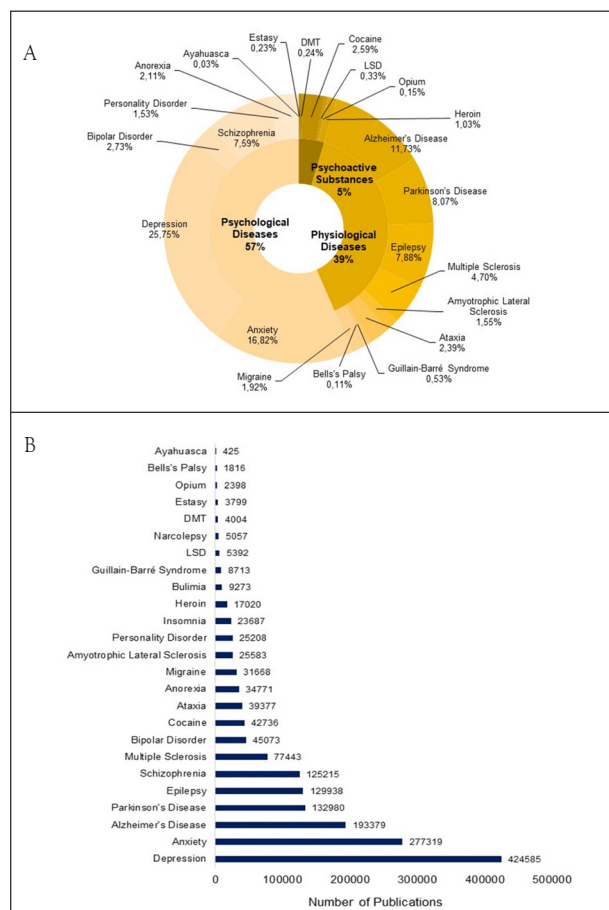 A
Estasy
0,23%
DMT
0,24%
Cocaine
2,59%
Ayahuasca
0,03%
LSD
0,33%
Anorexia
2,11%
Opium
0,15%
Personality Disorder
1,53%
Heroin
1,03%
Bipolar Disorder
2,73%
Schizophrenia
7,59%
Alzheimer's Disease
11,73%
Psychoactive
Substances
5%
Parkinson's Disease
8,07%
Depression
25,75%
Psychological
Diseases
57%
Physiological
Diseases
39%
Epilepsy
7,88%
Multiple Sclerosis
4,70%
Amyotrophic Lateral
Sclerosis
1,55%
Anxiety
16,82%
Ataxia
2,39%
Migraine
1,92%
Bells's Palsy
0,11%
Guillain-Barré Syndrome
0,53%
B
Ayahuasca 425
Bells's Palsy 1816
Opium 2398
Estasy 3799
DMT 4004
Narcolepsy 5057
LSD 5392
Guillain-Barré Syndrome 8713
Bulimia 9273
Heroin 17020
Insomnia 23687
Personality Disorder 25208
Amyotrophic Lateral Sclerosis 25583
Migraine 31668
Anorexia 34771
Ataxia 39377
Cocaine 42736
Bipolar Disorder 45073
Multiple Sclerosis 77443
Schizophrenia 125215
Epilepsy 129938
Parkinson's Disease 132980
Alzheimer's Disease 193379
Anxiety 277319
Depression 424585
0 100000 200000 300000 400000 500000
Number of Publications